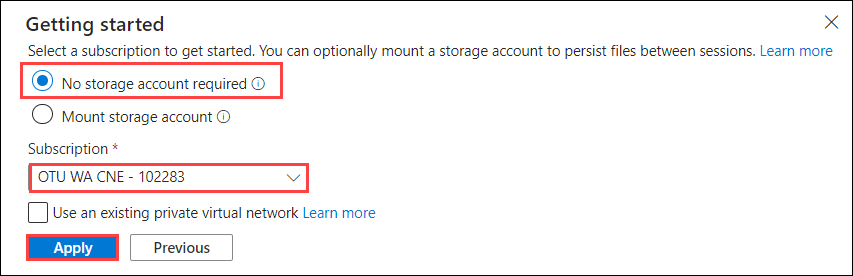 Getting started
Select a subscription to get started. You can optionally mount a storage account to persist files between sessions. Learn more
No storage account required
Mount storage account
Subscription *
OTU WA CNE - 102283
Use an existing private virtual network Learn more
Apply Previous